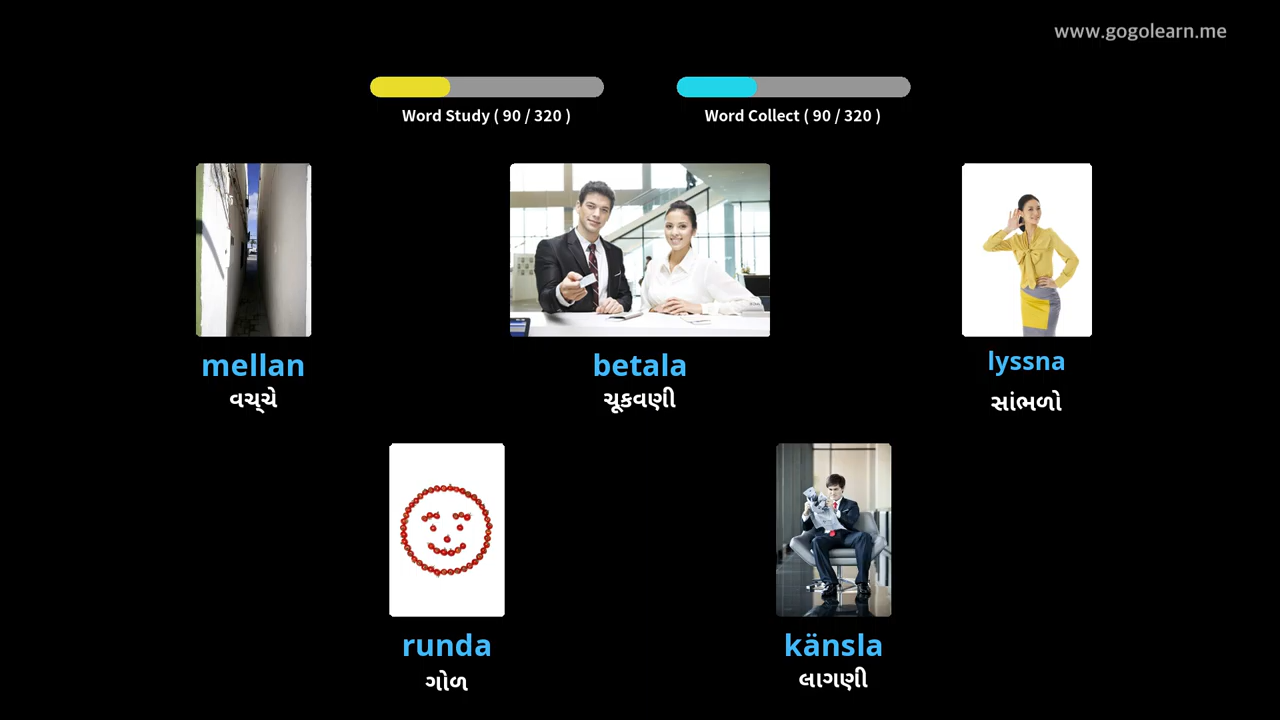 www.gogolearn.me
Word Study ( 90 / 320 )
Word Collect ( 90 / 320 )
mellan
વચ્ચે
betala
ચૂકવણી
lyssna
સાંભળો
runda
ગોળ
känsla
લાગણી